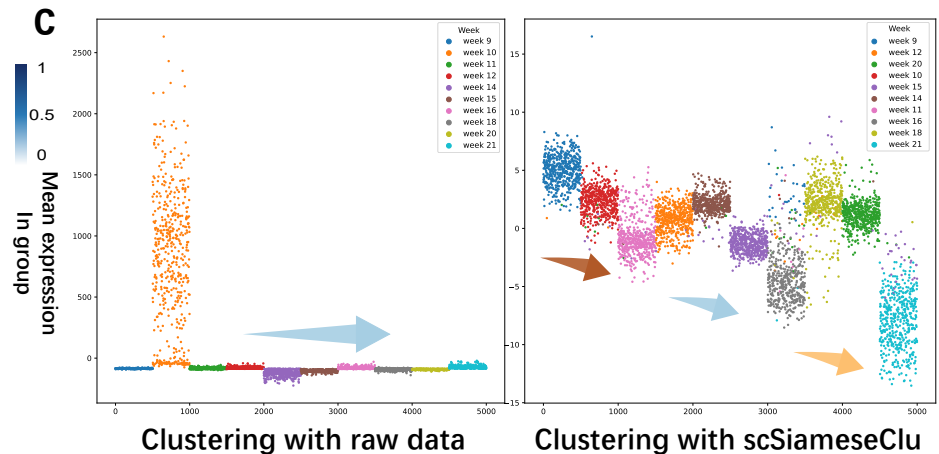 C
1
0.5
0
Mean expression
In group
2500
2000
1500
1000
500
0
0
1000
2000
3000
4000
5000
Week
week 9
week 10
week 11
week 12
week 14
week 15
week 16
week 18
week 20
week 21
Clustering with raw data
15
10
5
0
−5
−10
−15
0
1000
2000
3000
4000
5000
Week
week 9
week 12
week 20
week 10
week 15
week 14
week 11
week 16
week 18
week 21
Clustering with scSiameseClu